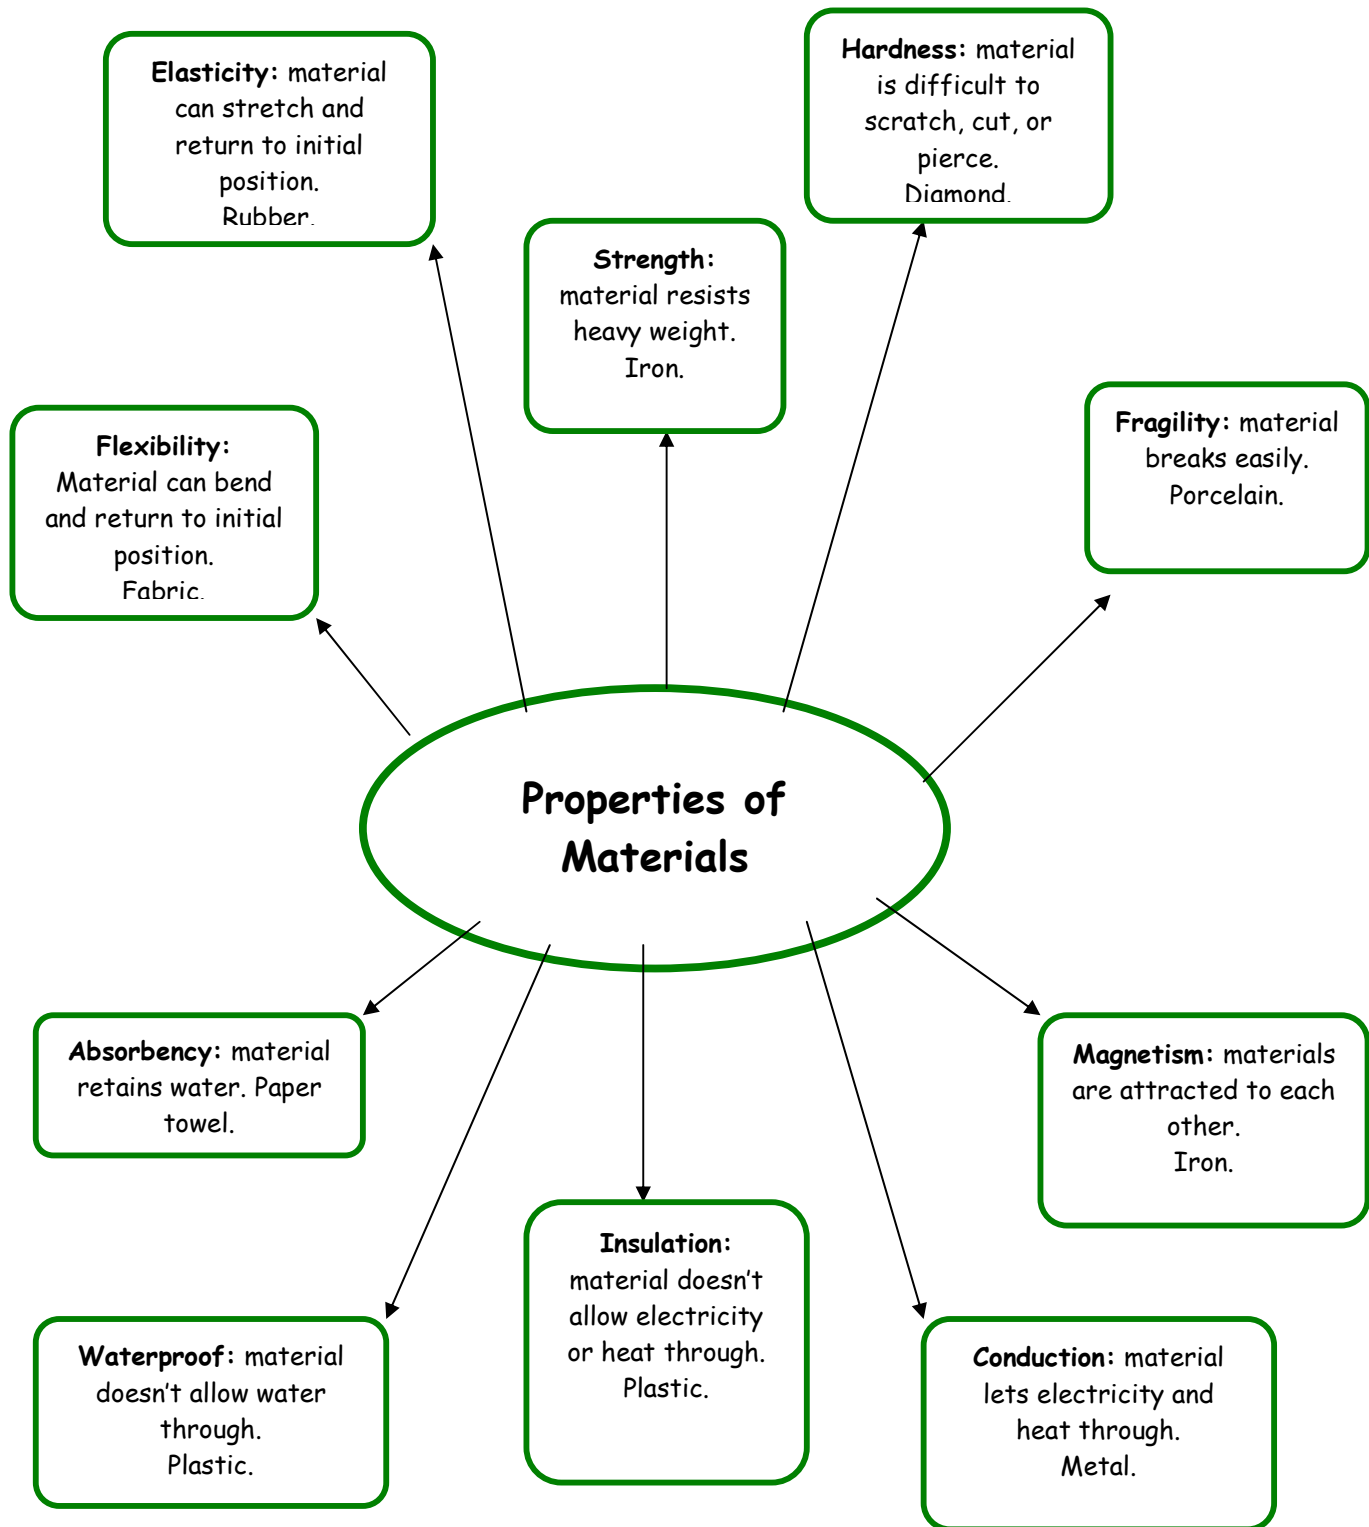 Elasticity: material
can stretch and
return to initial
position.
Rubber.
Hardness: material
is difficult to
scratch, cut, or
pierce.
Diamond.
Strength:
material resists
heavy weight.
Iron.
Flexibility:
Material can bend
and return to initial
position.
Fabric.
Fragility: material
breaks easily.
Porcelain.
Properties of
Materials
Absorbency: material
retains water. Paper
towel.
Magnetism: materials
are attracted to each
other.
Iron.
Insulation:
material doesn't
allow electricity
or heat through.
Plastic.
Waterproof: material
doesn't allow water
through.
Plastic.
Conduction: material
lets electricity and
heat through.
Metal.